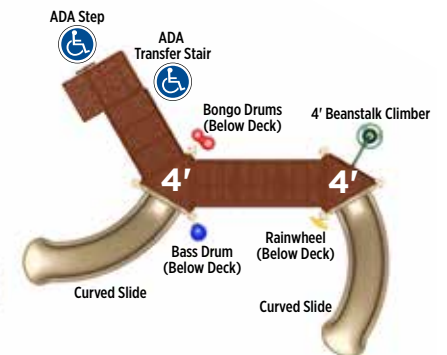 ADA Step
ADA
Transfer Stair
Bongo Drums
(Below Deck)
4' Beanstalk Climber
4'
4'
Bass Drum
(Below Deck)
Rainwheel
(Below Deck)
Curved Slide
Curved Slide